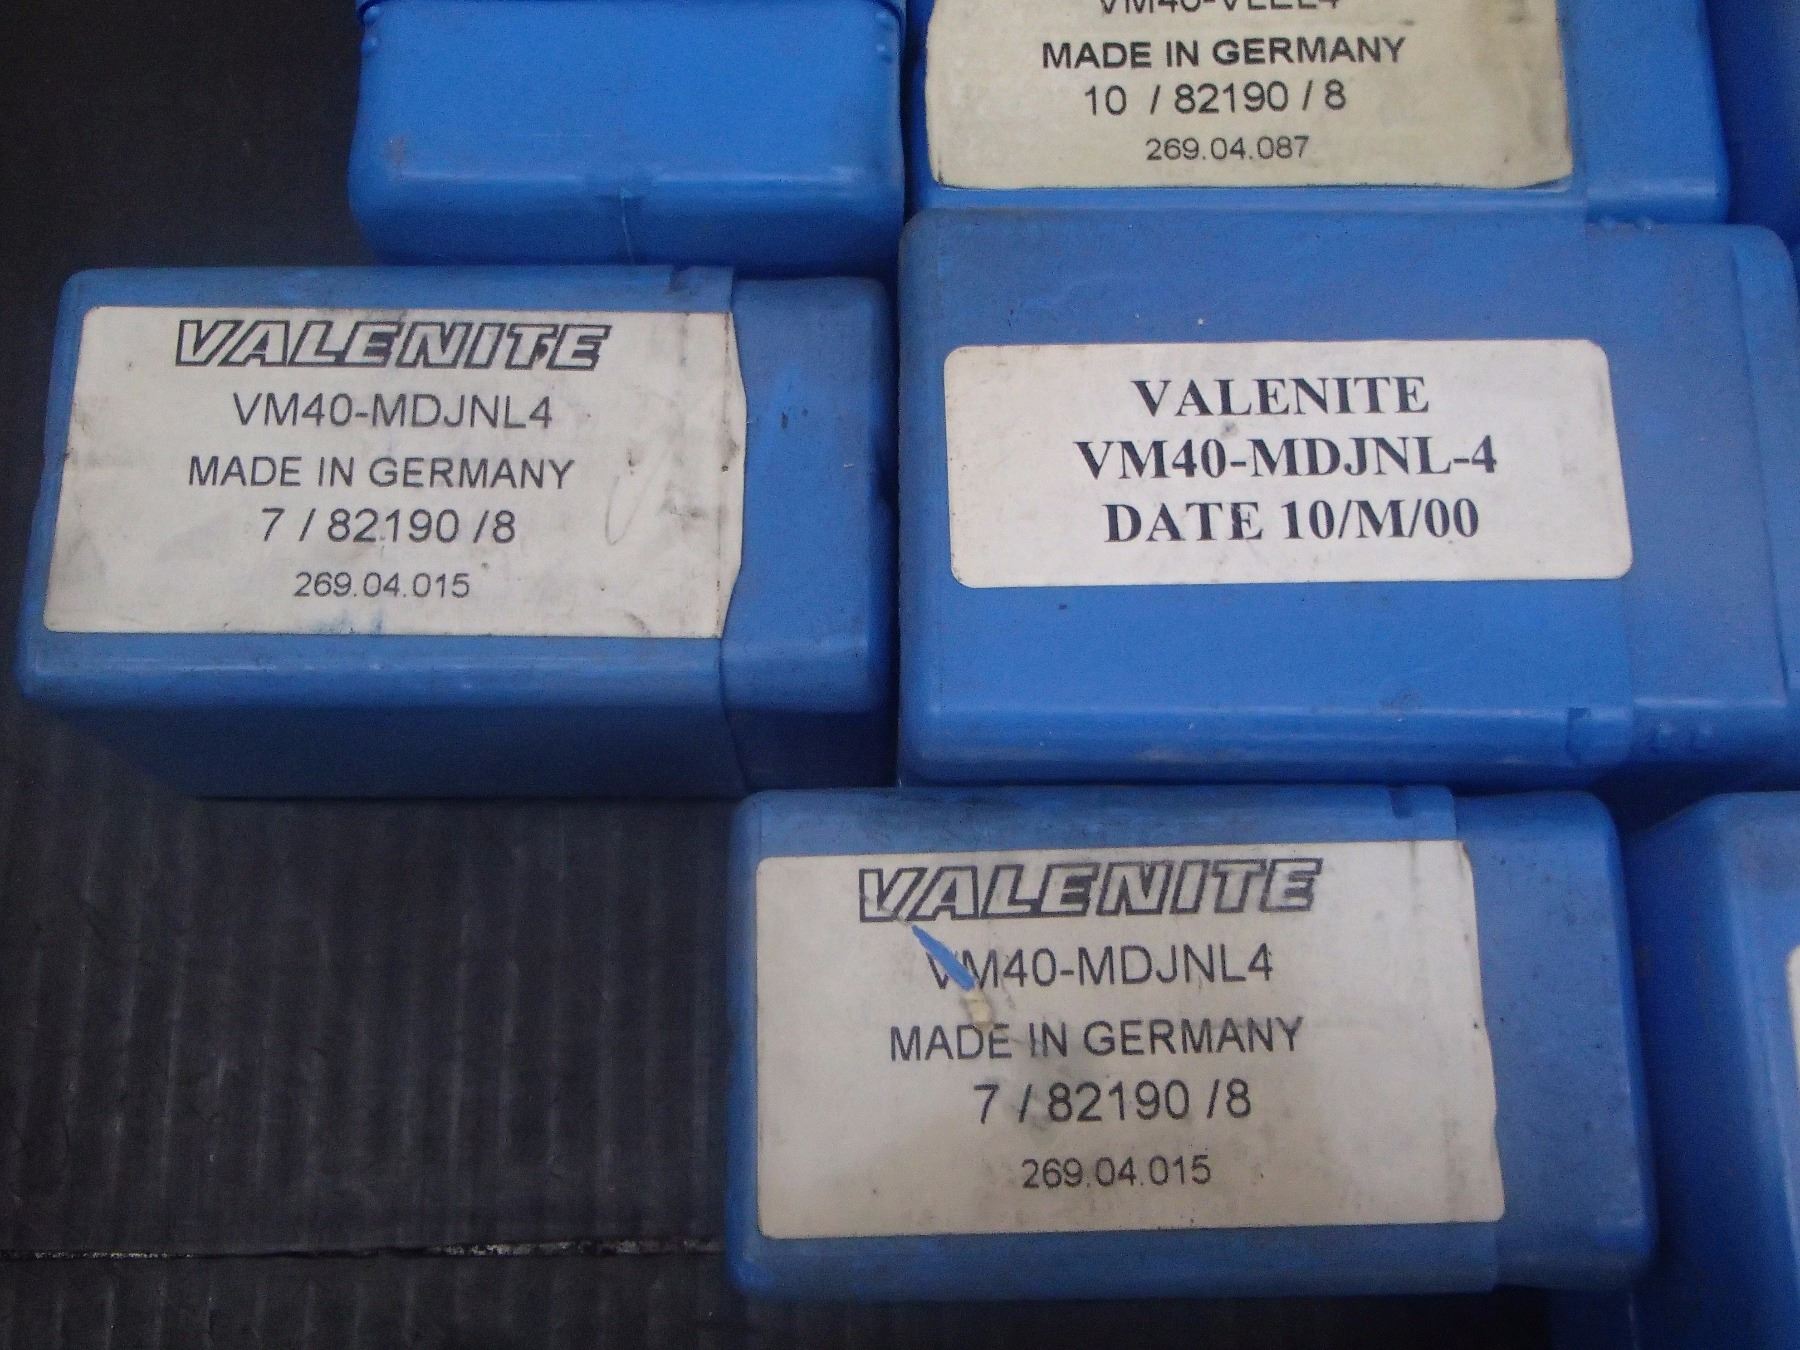 MADE IN GERMANY
10 / 82190 / 8
269.04.087
VALENITE
VM40-MDJNL4
MADE IN GERMANY
7 / 82190 /8
269.04.015
VALENITE
VM40-MDJNL-4
DATE 10/M/00
VALENITE
VM40-MDJNL4
MADE IN GERMANY
7 / 82190 /8
269.04.015